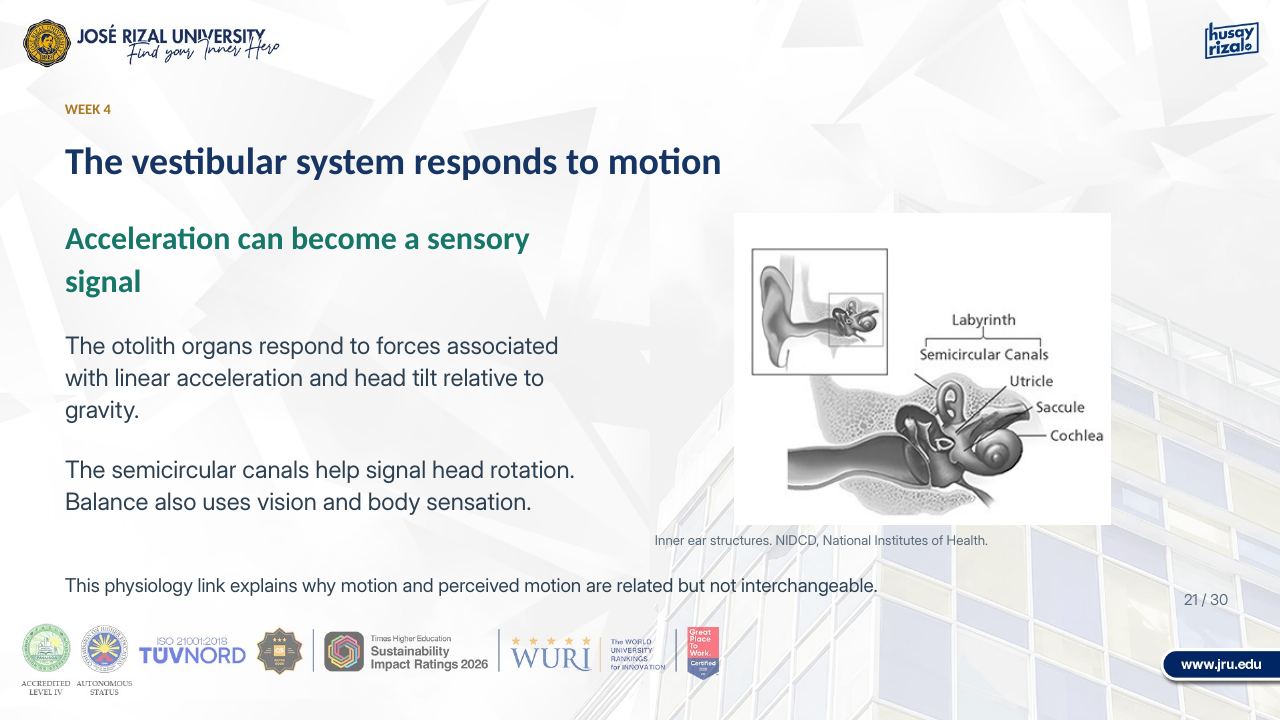 JOSÉ RIZAL UNIVERSITY
Find your Inner Hero
husay
rizal
WEEK 4
The vestibular system responds to motion
Acceleration can become a sensory
signal
The otolith organs respond to forces associated
with linear acceleration and head tilt relative to
gravity.
The semicircular canals help signal head rotation.
Balance also uses vision and body sensation.
Labyrinth
Semicircular Canals
Utricle
Saccule
Cochlea
Inner ear structures. NIDCD, National Institutes of Health.
This physiology link explains why motion and perceived motion are related but not interchangeable.
21 / 30
ACCREDITED
LEVEL IV
AUTONOMOUS
STATUS
ISO 21001:2018
TÜVNORD
Times Higher Education
Sustainability
Impact Ratings 2026
WURI
The WORLD
UNIVERSITY
RANKINGS
for INNOVATION
Great
Place
To
Work.
Certified
www.jru.edu